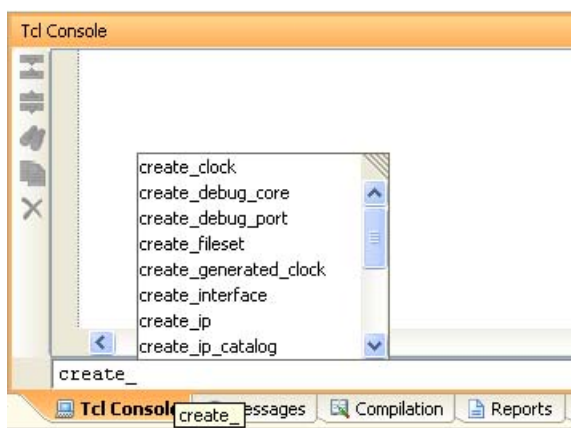 Tcl Console
create_clock
create_debug_core
create_debug_port
create_fileset
create_generated_clock
create_interface
create_ip
create_ip_catalog
create_
Tcl Console essages Compilation Reports
create_